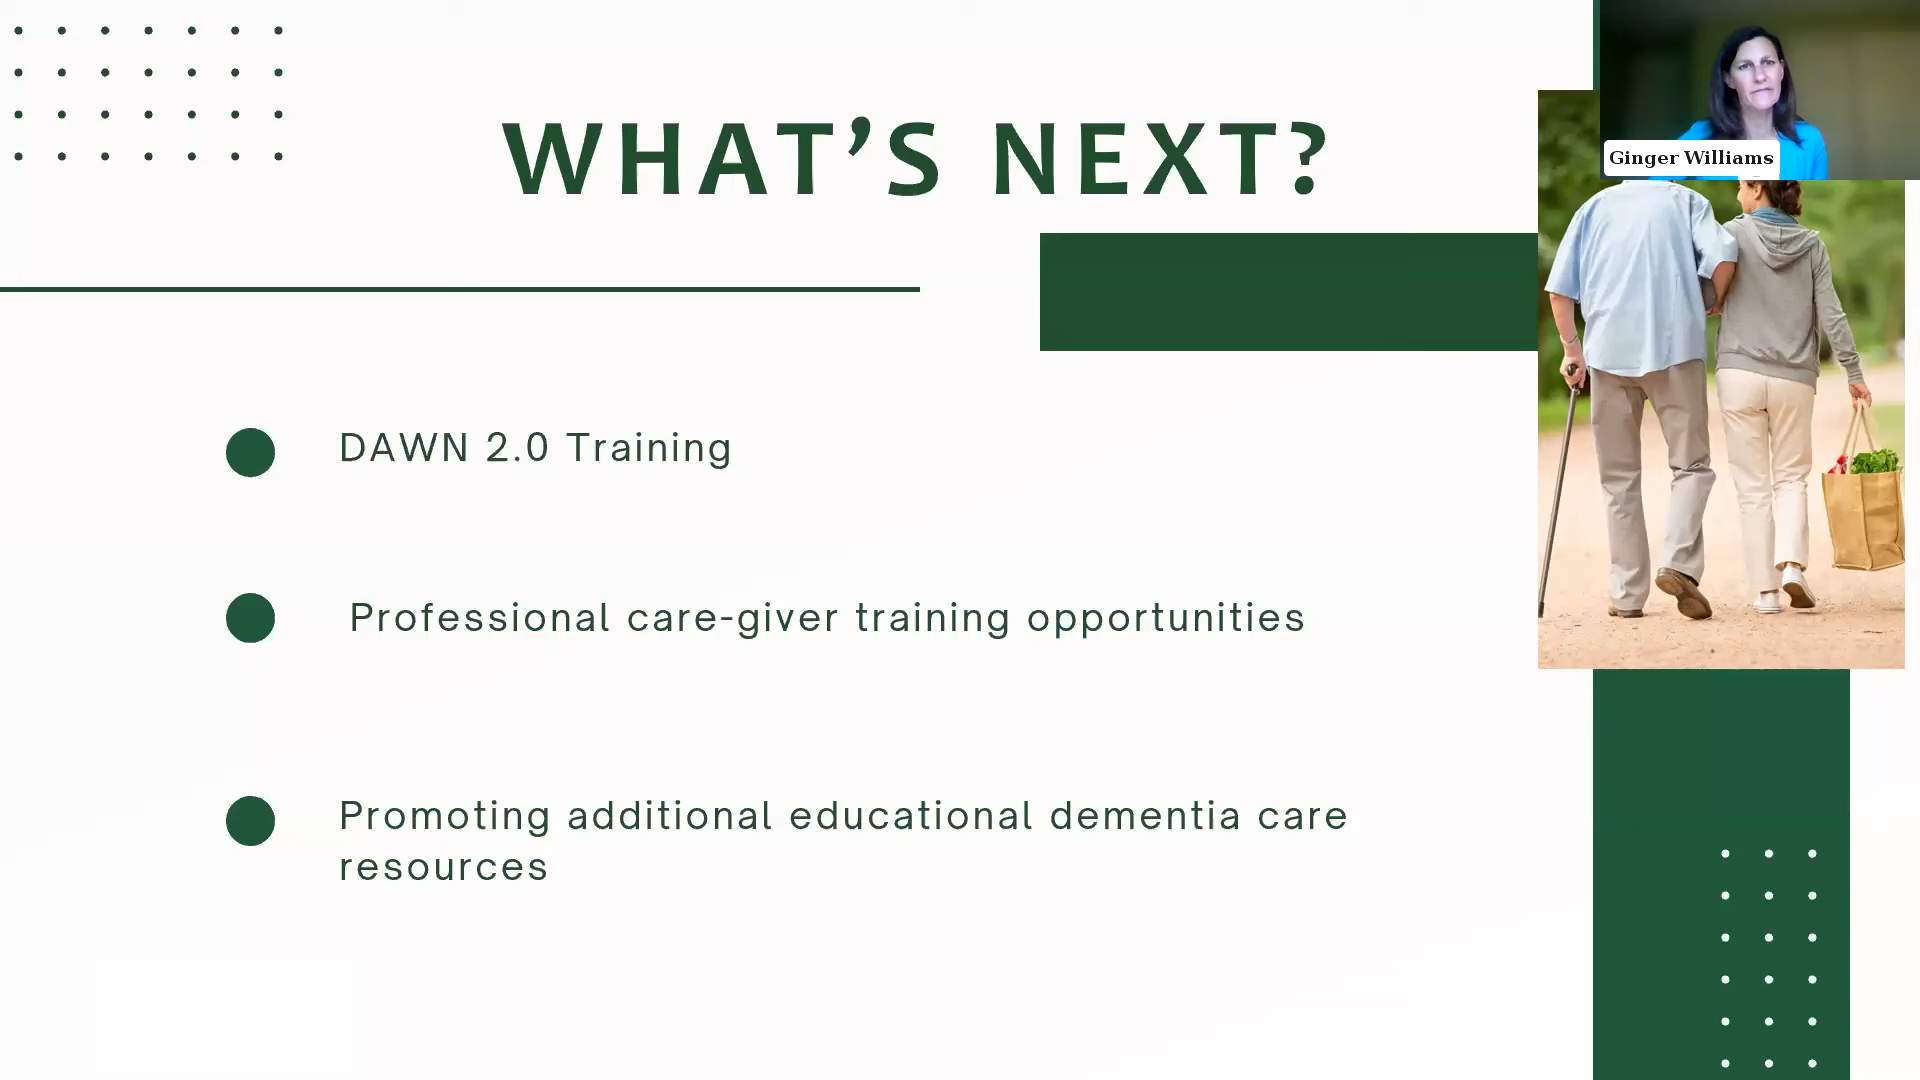 WHAT’S NEXT?
Ginger Williams
DAWN 2.0 Training
Professional care-giver training opportunities
Promoting additional educational dementia care
resources